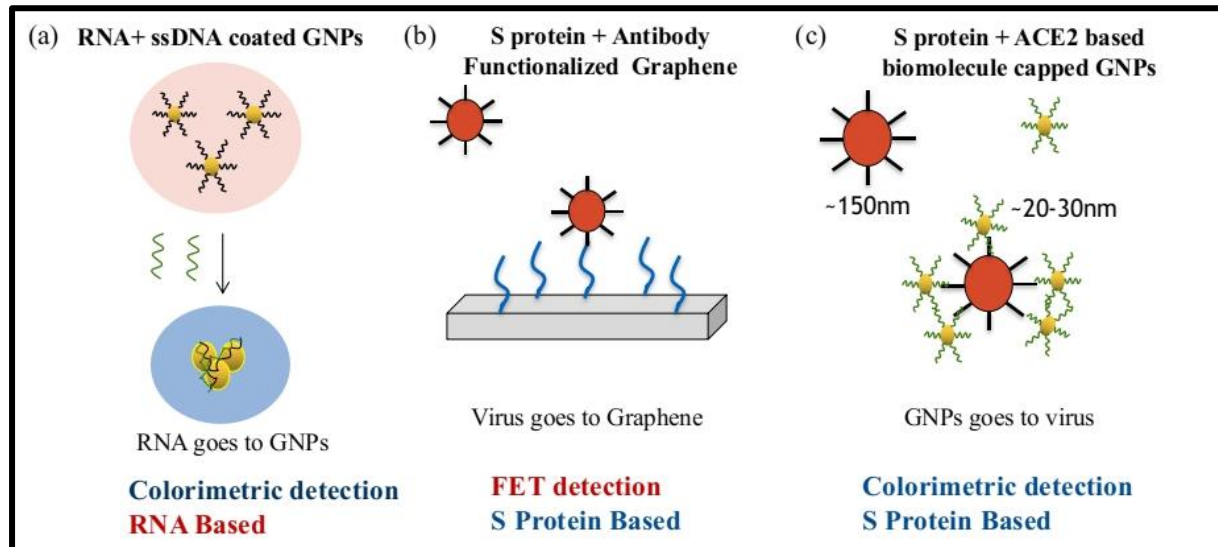 (a) RNA+ ssDNA coated GNPs
RNA goes to GNPs
Colorimetric detection
RNA Based
(b) S protein + Antibody
Functionalized Graphene
Virus goes to Graphene
FET detection
S Protein Based
(c) S protein + ACE2 based
biomolecule capped GNPs
~150nm
~20-30nm
GNPs goes to virus
Colorimetric detection
S Protein Based